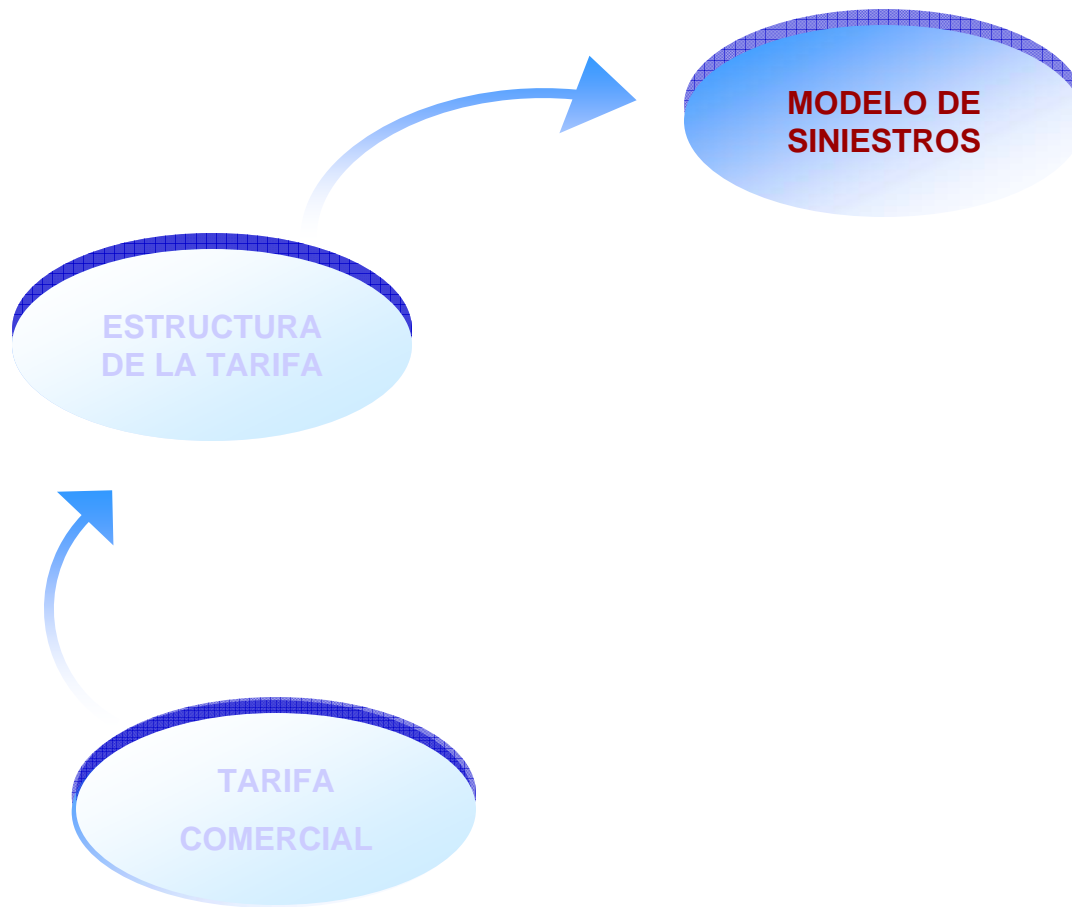 MODELO DE
SINIESTROS
ESTRUCTURA
DE LA TARIFA
TARIFA
COMERCIAL